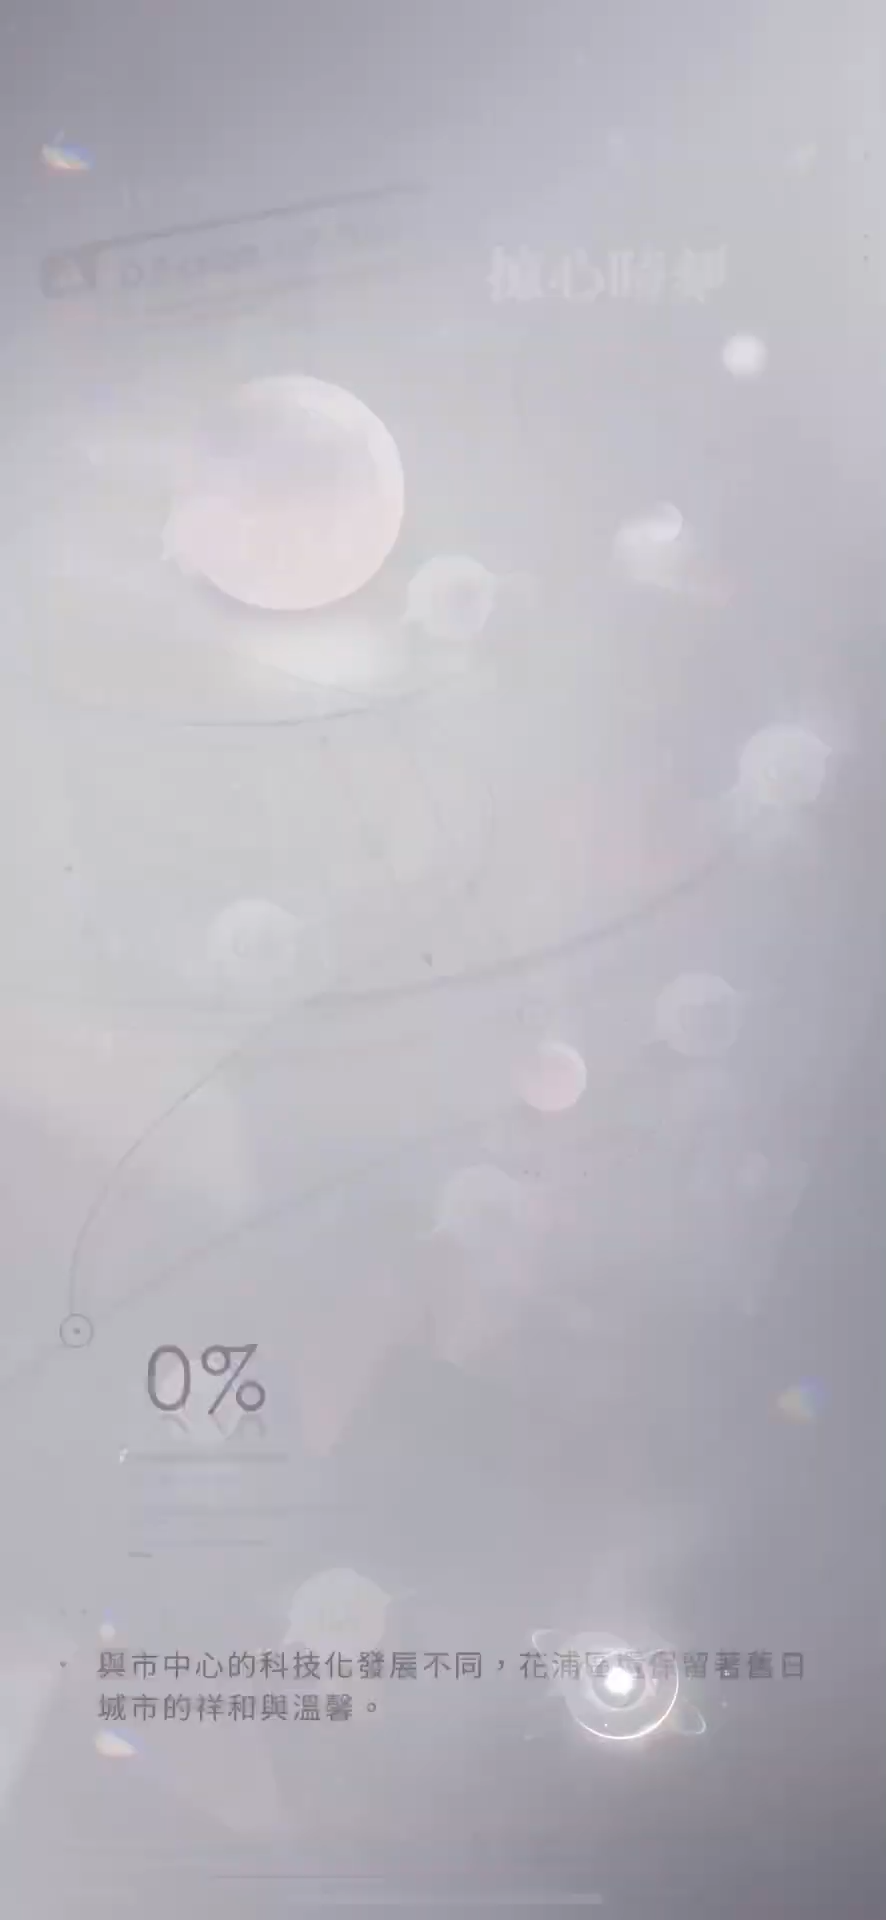 0%
與市中心的科技化發展不同，花浦區還保留著舊日
城市的祥和與溫馨。